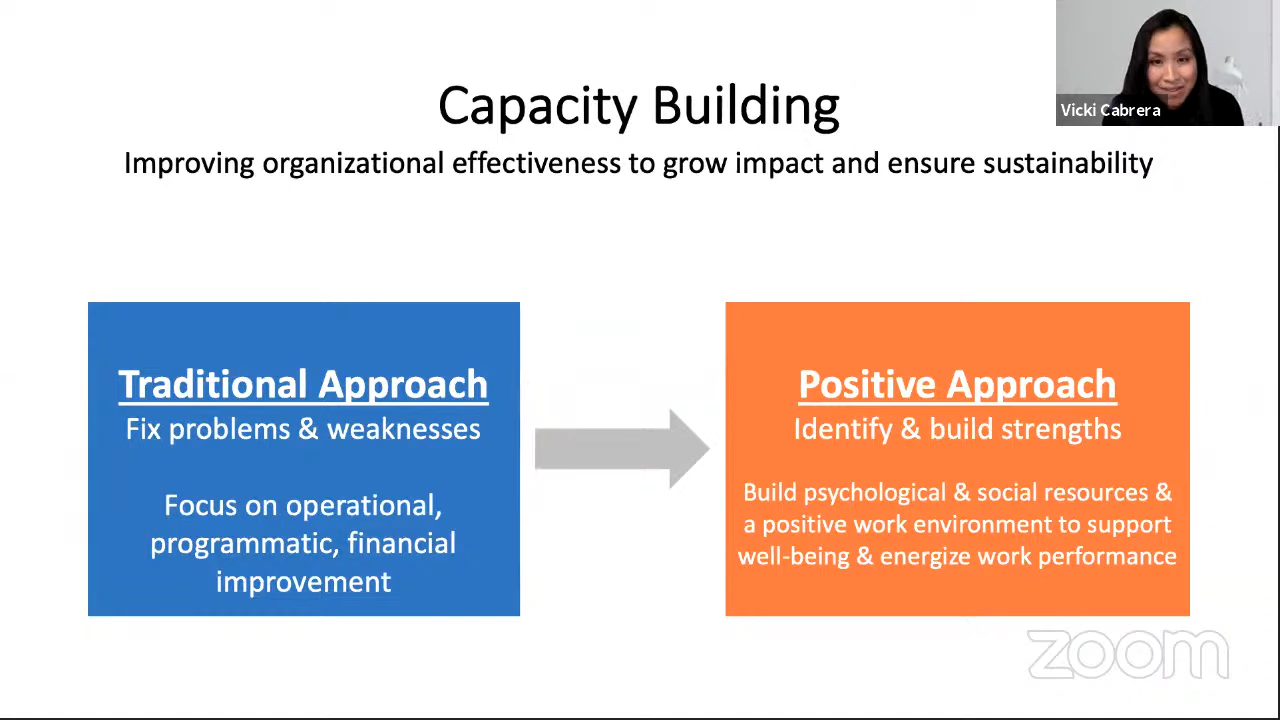 Capacity Building
Improving organizational effectiveness to grow impact and ensure sustainability
Vicki Cabrera
Traditional Approach
Fix problems & weaknesses
Focus on operational,
programmatic, financial
improvement
Positive Approach
Identify & build strengths
Build psychological & social resources &
a positive work environment to support
well-being & energize work performance
zoom